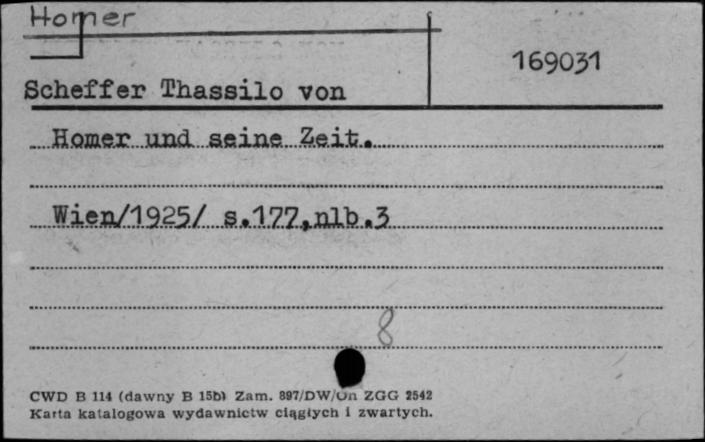 Homer
169031
Scheffer Thassilo von
Homer und seine Zeit.
Wien/1925/ s.177,nlb.3
8
CWD B 114 (dawny B 15b) Zam. 897/DW/On ZGG 2542
Karta katalogowa wydawnictw ciągłych i zwartych.